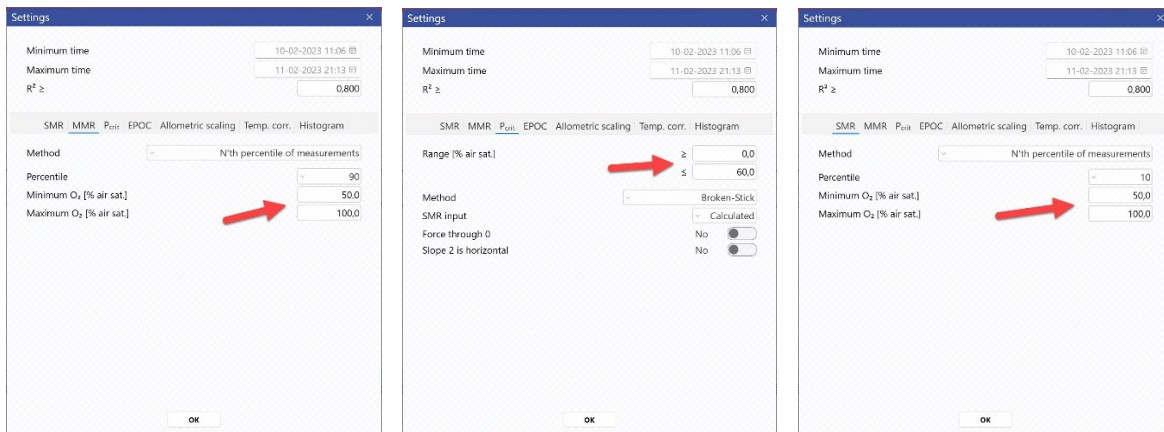 Settings
Minimum time 10-02-2023 11:06
Maximum time 11-02-2023 21:13
R² ≥ 0,800
SMR MMR Pcrit EPOC Allometric scaling Temp. corr. Histogram
Method N'th percentile of measurements
Percentile 90
Minimum O₂ [% air sat.] 50,0
Maximum O₂ [% air sat.] 100,0
OK
Settings
Minimum time 10-02-2023 11:06
Maximum time 11-02-2023 21:13
R² ≥ 0,800
SMR MMR Pcrit EPOC Allometric scaling Temp. corr. Histogram
Range [% air sat.] ≥ 0,0
≤ 60,0
Method Broken-Stick
SMR input Calculated
Force through 0 No
Slope 2 is horizontal No
OK
Settings
Minimum time 10-02-2023 11:06
Maximum time 11-02-2023 21:13
R² ≥ 0,800
SMR MMR Pcrit EPOC Allometric scaling Temp. corr. Histogram
Method N'th percentile of measurements
Percentile 10
Minimum O₂ [% air sat.] 50,0
Maximum O₂ [% air sat.] 100,0
OK